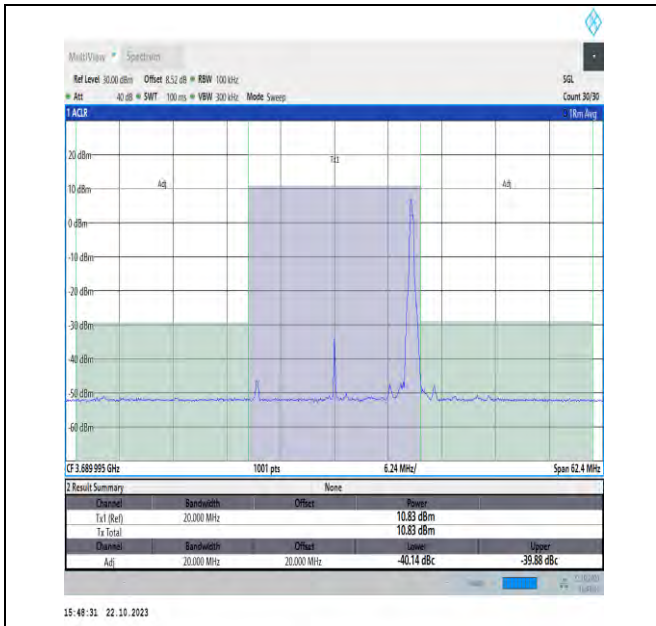 MultiView Spectrum
Ref Level 30.00 dBm Offset 8.52 dB RBW 100 kHz SGL
Att 40 dB SWT 100 ms VBW 300 kHz Mode Sweep Count 30/30
1 ACLR 1Rm Avg
Tx1
20 dBm
Adj Adj
10 dBm
0 dBm
-10 dBm
-20 dBm
-30 dBm
-40 dBm
-50 dBm
-60 dBm
CF 3.689 995 GHz 1001 pts 6.24 MHz/ Span 62.4 MHz
2 Result Summary None
Channel Bandwidth Offset Power
Tx1 (Ref) 20.000 MHz 10.83 dBm
Tx Total 10.83 dBm
Channel Bandwidth Offset Lower Upper
Adj 20.000 MHz 20.000 MHz -40.14 dBc -39.88 dBc
15:48:31 22.10.2023